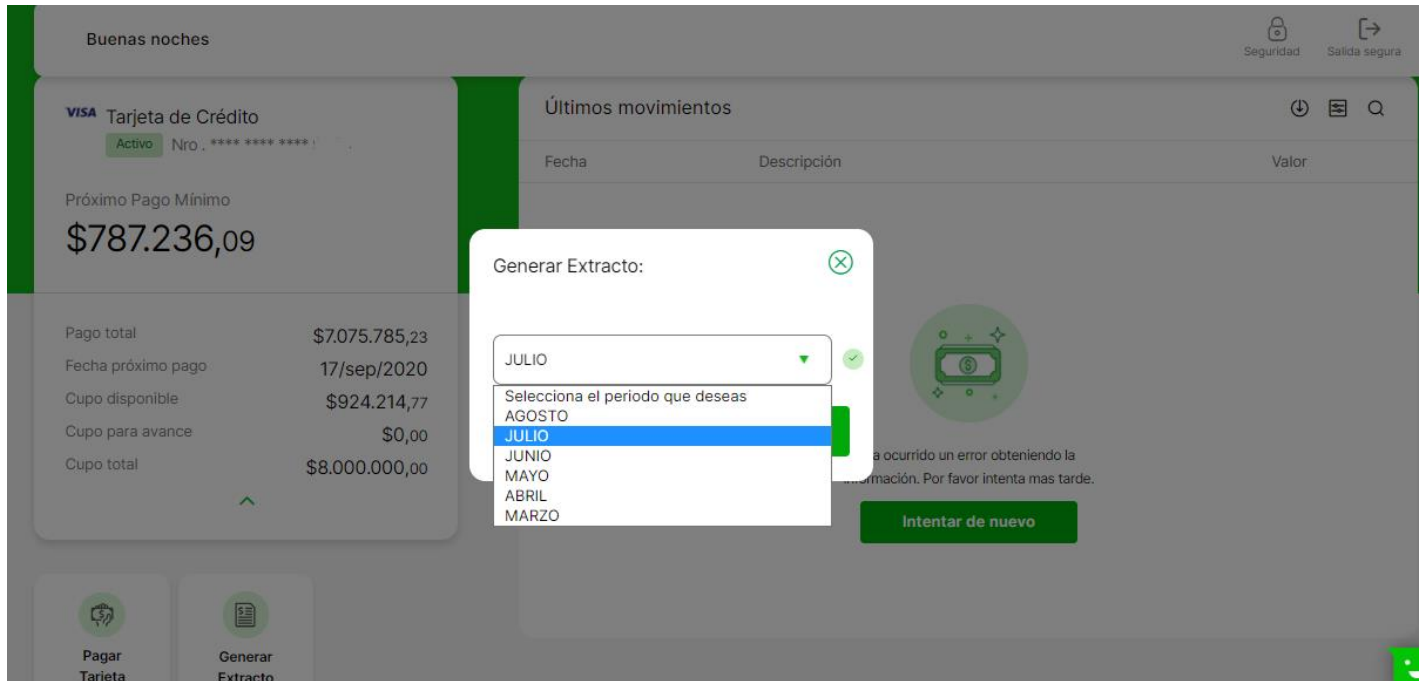 Buenas noches
Seguridad
Salida segura
VISA Tarjeta de Crédito
Activo Nro . **** **** ****
Próximo Pago Mínimo
$787.236,09
Pago total $7.075.785,23
Fecha próximo pago 17/sep/2020
Cupo disponible $924.214,77
Cupo para avance $0,00
Cupo total $8.000.000,00
Pagar
Tarjeta
Generar
Extracto
Últimos movimientos
Fecha Descripción Valor
Generar Extracto:
JULIO
Selecciona el periodo que deseas
AGOSTO
JULIO
JUNIO
MAYO
ABRIL
MARZO
a ocurrido un error obteniendo la
información. Por favor intenta mas tarde.
Intentar de nuevo